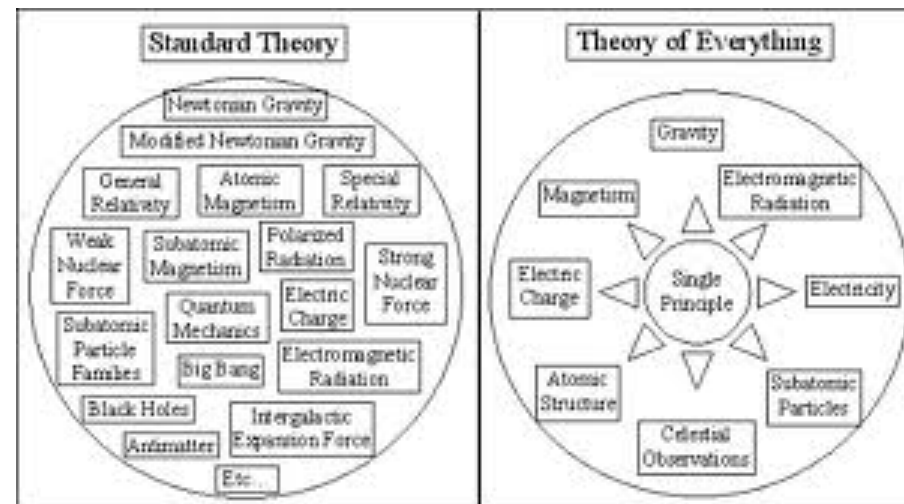 Standard Theory
Newtonian Gravity
Modified Newtonian Gravity
General
Relativity
Atomic
Magnetism
Special
Relativity
Weak
Nuclear
Force
Subatomic
Magnetism
Polarized
Radiation
Strong
Nuclear
Force
Quantum
Mechanics
Electric
Charge
Subatomic
Particle
Families
Big Bang
Electromagnetic
Radiation
Black Holes
Intergalactic
Expansion Force
Antimatter
Etc...
Theory of Everything
Gravity
Magnetism
Electromagnetic
Radiation
Electric
Charge
Single
Principle
Electricity
Atomic
Structure
Subatomic
Particles
Celestial
Observations